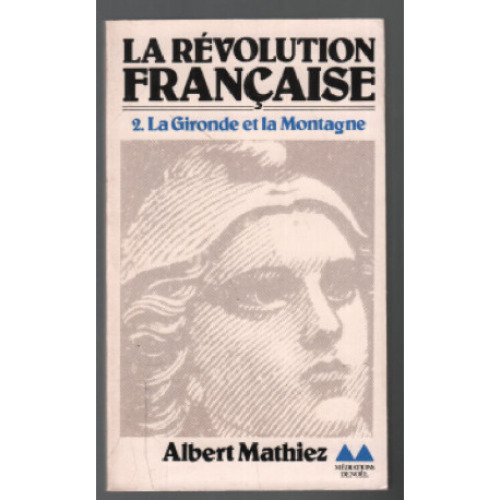 LA RÉVOLUTION
FRANÇAISE
2. La Gironde et la Montagne
Albert Mathiez
MÉDIATIONS
DENOËL